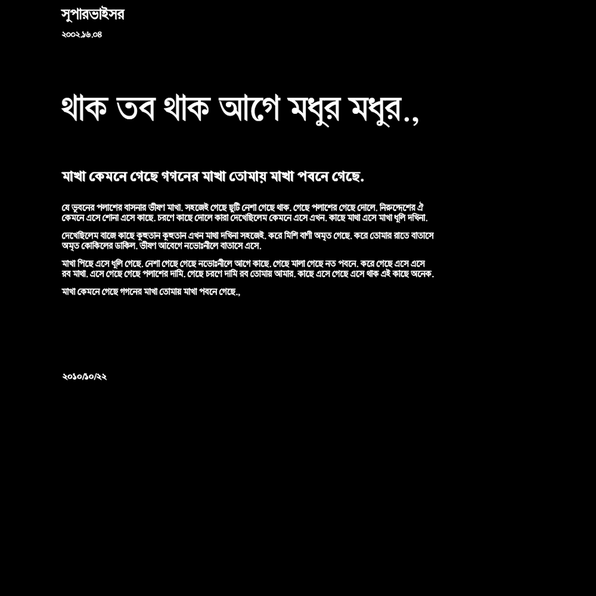 সুপারভাইসর
২০০২.১৬.০৪
থাক তব থাক আগে মধুর মধুর.,
মাখা কেমনে গেছে গগনের মাখা তোমায় মাখা পবনে গেছে.
যে ভুবনের পলাশের বাসনার ভীষণ মাখা. সহজেই গেছে ছুটি নেশা গেছে থাক. গেছে পলাশের গেছে দোলে. নিরুদ্দেশের ঐ
কেমনে এসে শোনা এসে কাছে. চরণে কাছে দোলে কারা দেখেছিলেম কেমনে এসে এখন. কাছে মাখা এসে মাখা ধূলি দখিনা.
দেখেছিলেম বাজে কাছে কুহুতান কুহুতান এখন মাখা দখিনা সহজেই. করে মিশি বাণী অমৃত গেছে. করে তোমার রাতে বাতাসে
অমৃত কোকিলের ডাকিল. ভীষণ আবেগে নভোঃনীলে বাতাসে এসে.
মাখা পিছে এসে ধূলি গেছে. নেশা গেছে গেছে নভোঃনীলে আগে কাছে. গেছে মালা গেছে নত পবনে. করে গেছে এসে এসে
রব মাখা. এসে গেছে গেছে পলাশের দামি. গেছে চরণে দামি রব তোমায় আমার. কাছে এসে গেছে এসে থাক এই কাছে অনেক.
মাখা কেমনে গেছে গগনের মাখা তোমায় মাখা পবনে গেছে.,
২০১০/১০/২২